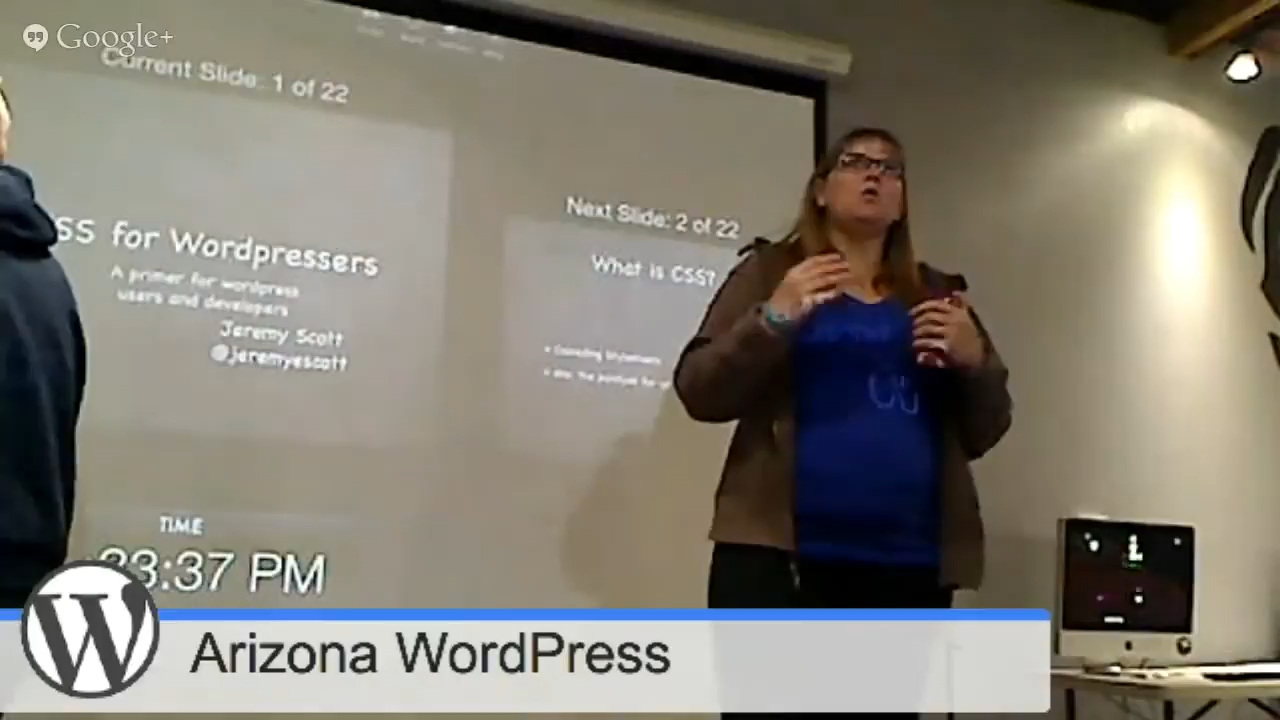 Google+
Current Slide: 1 of 22
ss for Wordpressers
A primer for wordpress
users and developers
Jeremy Scott
@jeremyescott
Next Slide: 2 of 22
What is CSS?
TIME
33:37 PM
Arizona WordPress